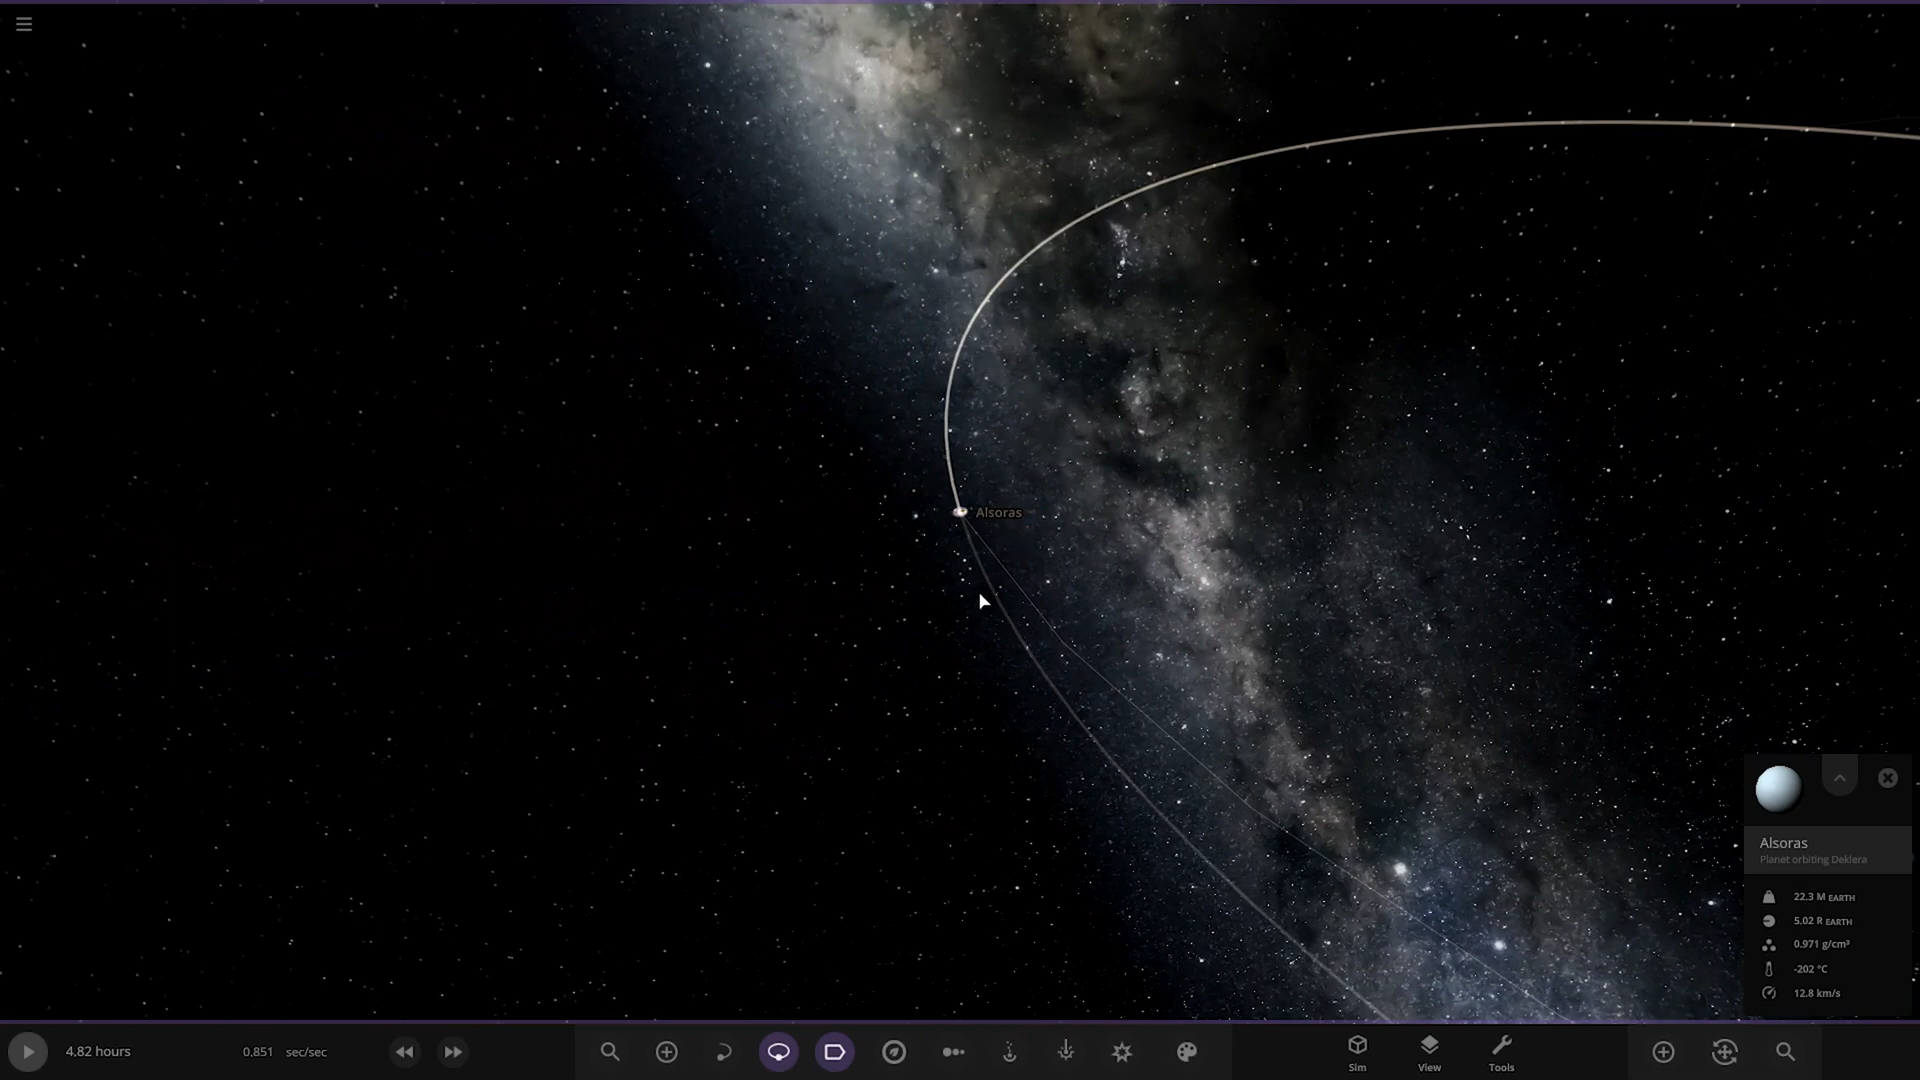 Alsoras
Alsoras
Planet orbiting Deklera
22.3 M EARTH
5.02 R EARTH
0.971 g/cm³
-202 °C
12.8 km/s
4.82 hours
0.851 sec/sec
Sim
View
Tools